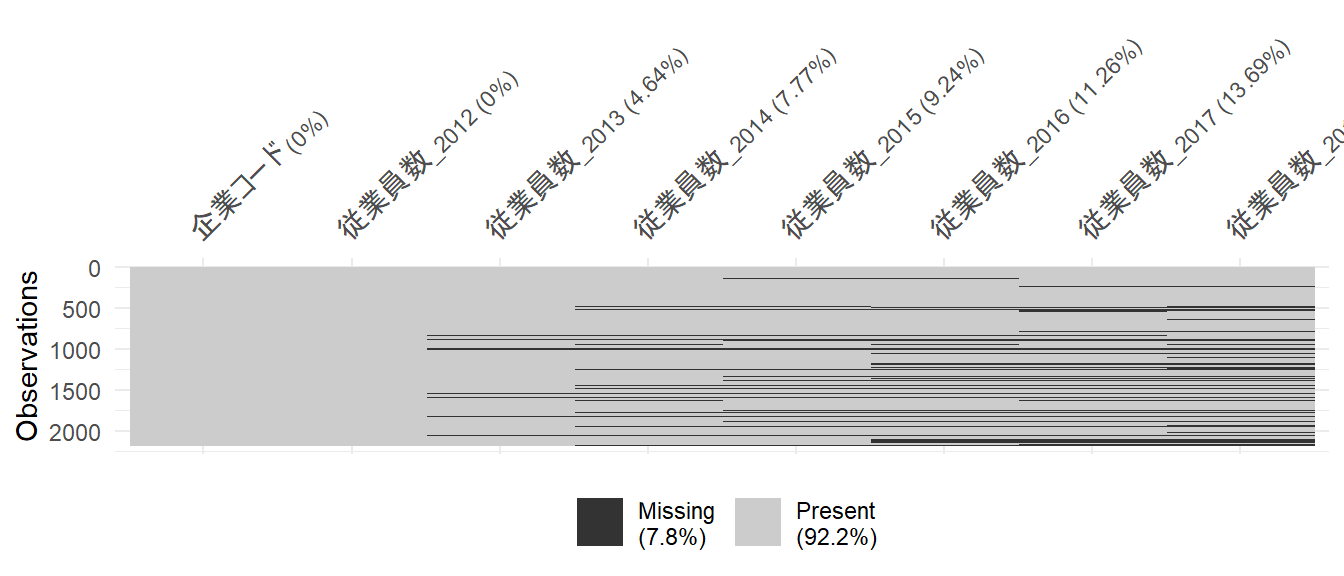 企業コード (0%)
従業員数_2012 (0%)
従業員数_2013 (4.64%)
従業員数_2014 (7.77%)
従業員数_2015 (9.24%)
従業員数_2016 (11.26%)
従業員数_2017 (13.69%)
従業員数_20
Observations
0
500
1000
1500
2000
Missing
(7.8%)
Present
(92.2%)